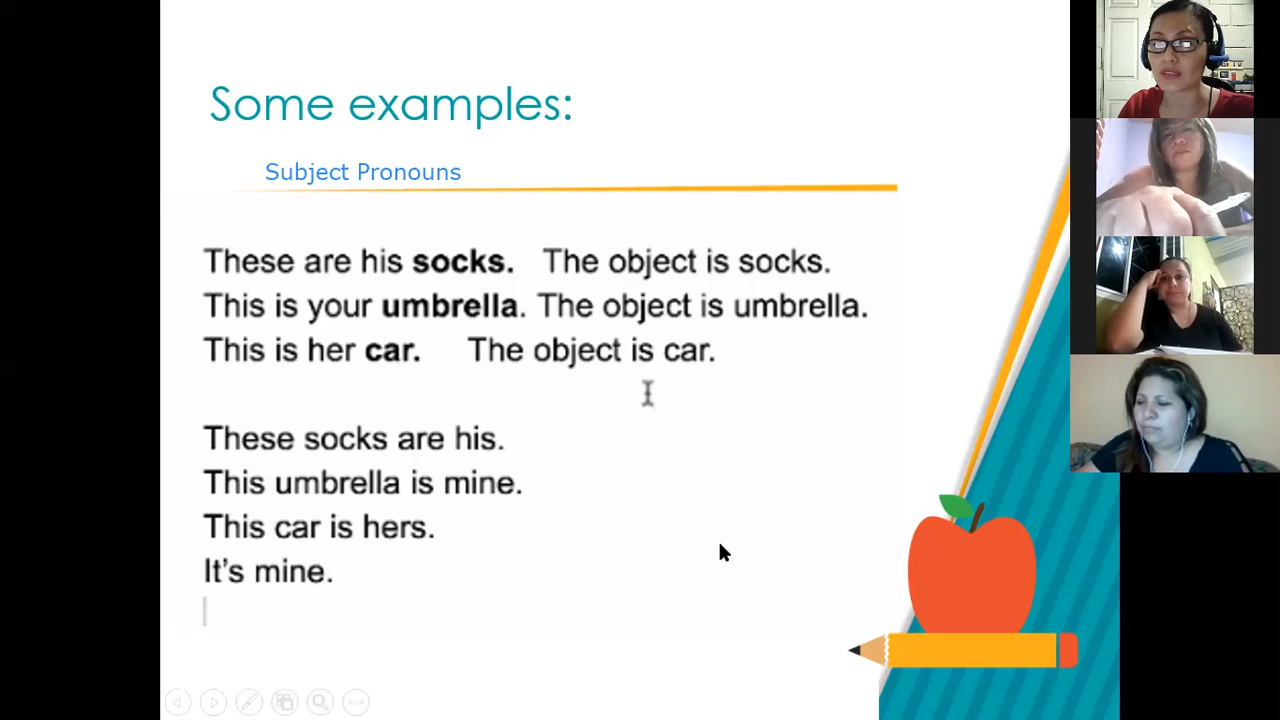 Some examples:
Subject Pronouns
These are his socks. The object is socks.
This is your umbrella. The object is umbrella.
This is her car. The object is car.
These socks are his.
This umbrella is mine.
This car is hers.
It's mine.